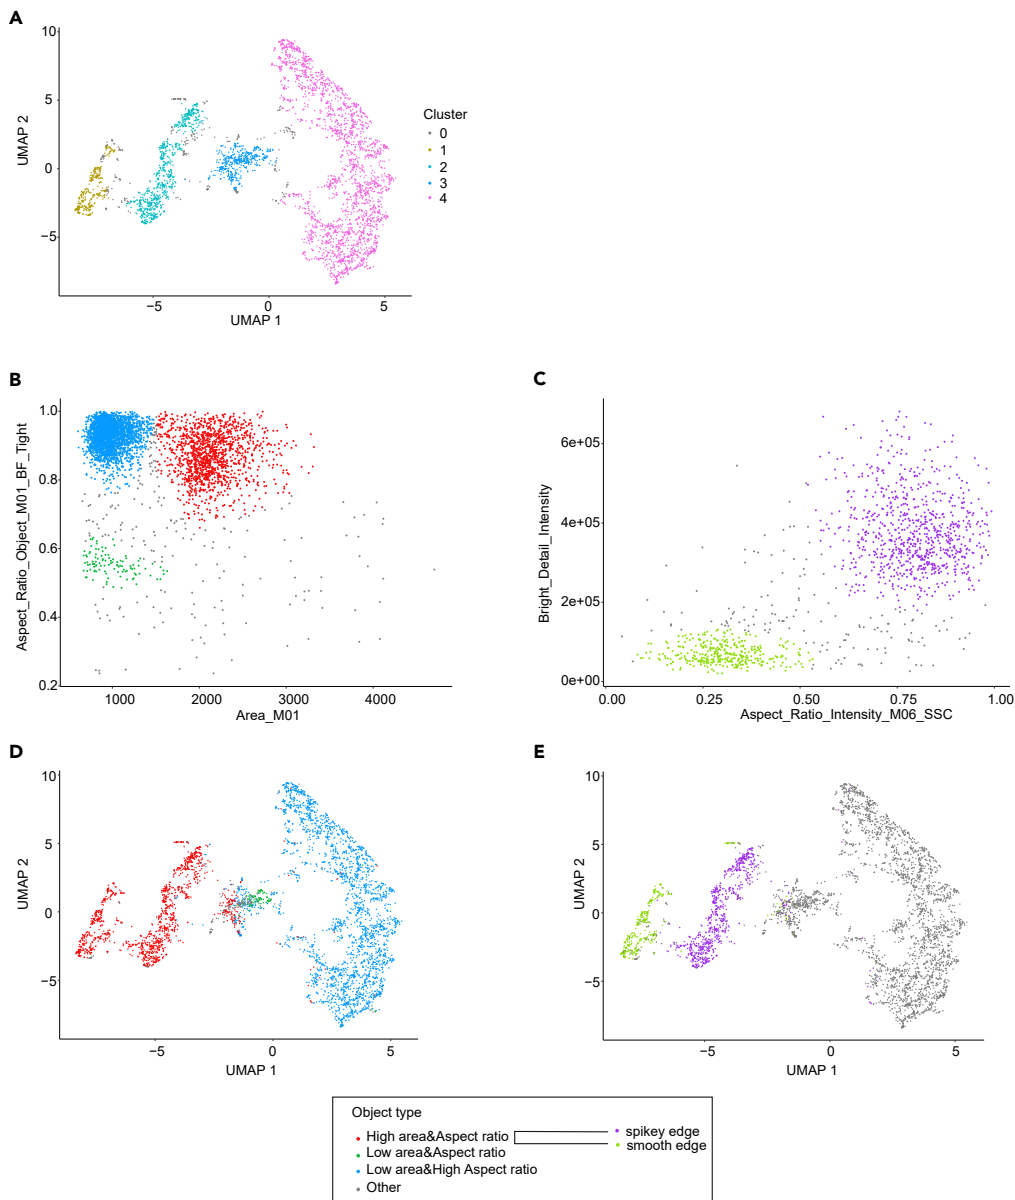 A
10
5
0
−5
UMAP 2
−5
0
5
UMAP 1
Cluster
0
1
2
3
4
B
1.0
0.8
0.6
0.4
0.2
Aspect_Ratio_Object_M01_BF_Tight
1000
2000
3000
4000
Area_M01
C
6e+05
4e+05
2e+05
0e+00
Bright_Detail_Intensity
0.00
0.25
0.50
0.75
1.00
Aspect_Ratio_Intensity_M06_SSC
D
10
5
0
−5
UMAP 2
−5
0
5
UMAP 1
E
10
5
0
−5
UMAP 2
−5
0
5
UMAP 1
Object type
High area&Aspect ratio
spikey edge
smooth edge
Low area&Aspect ratio
Low area&High Aspect ratio
Other